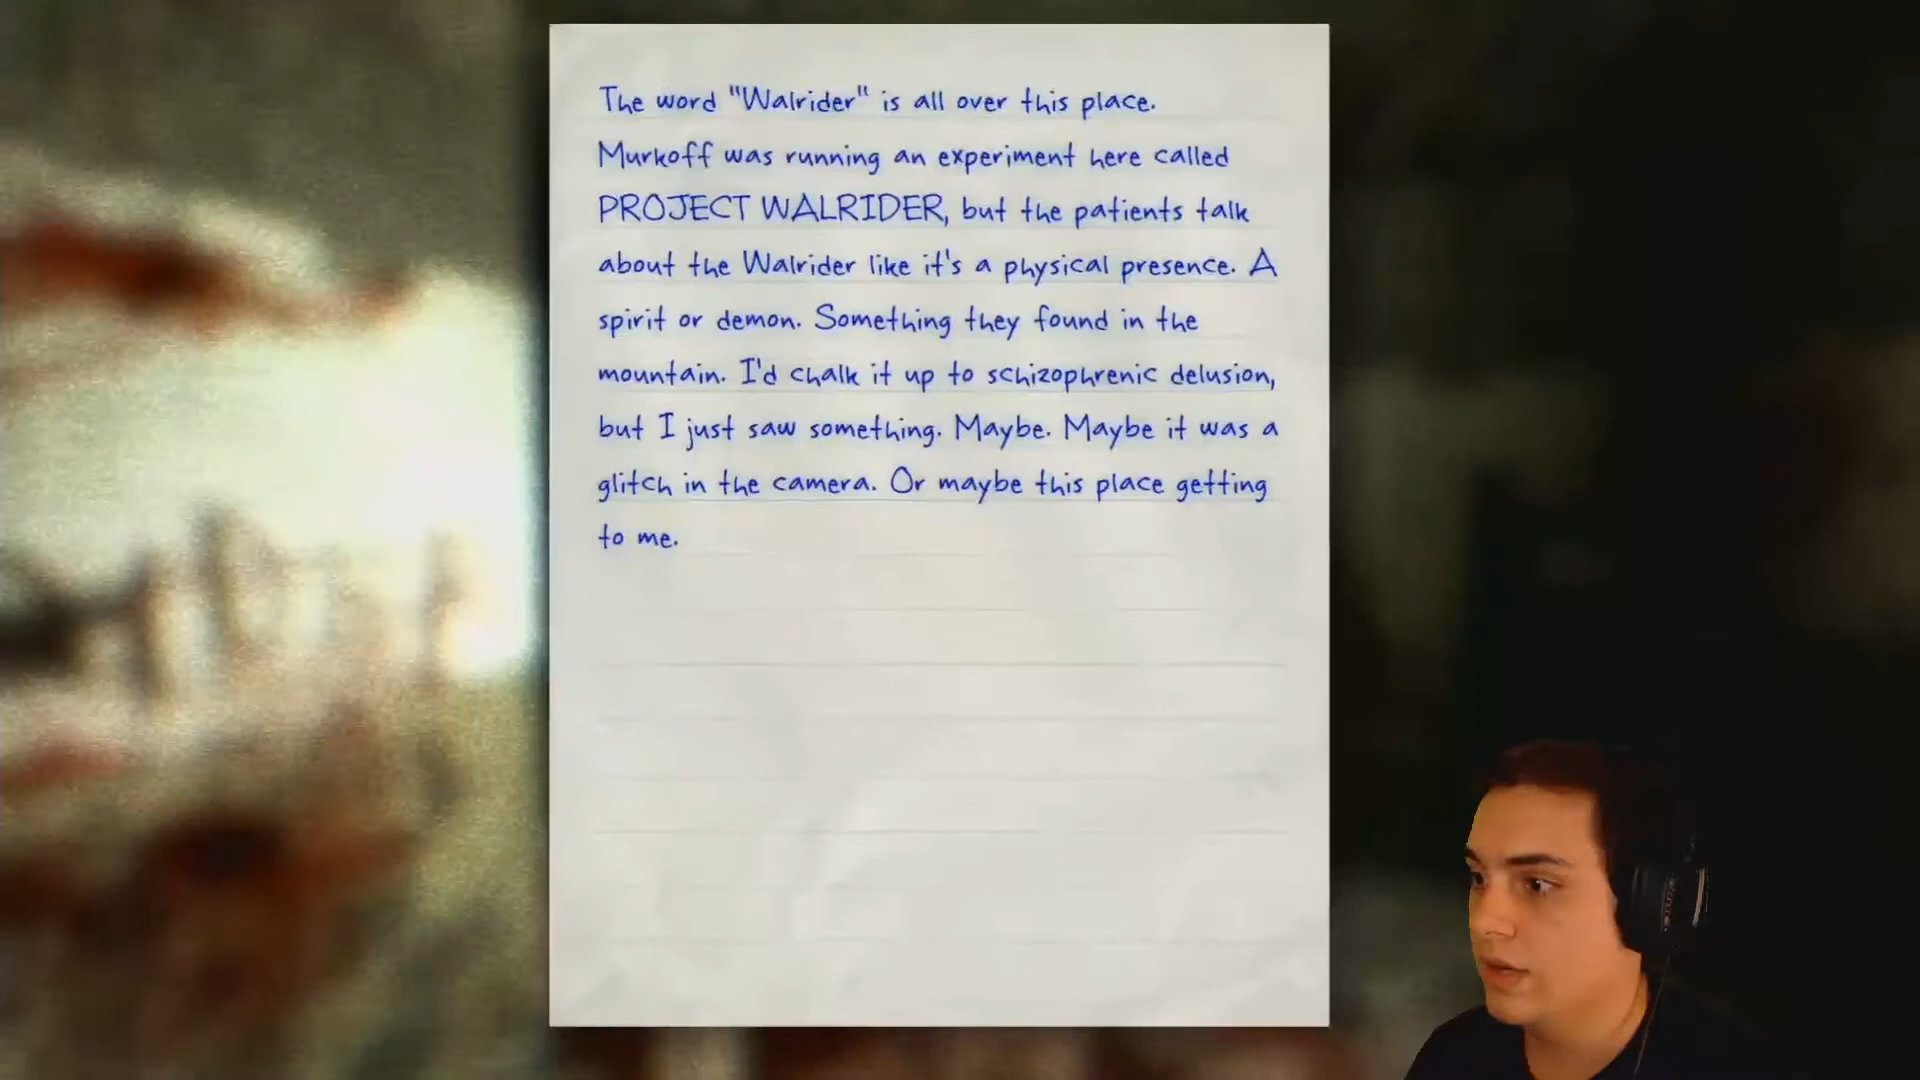 The word "Walrider" is all over this place.
Murkoff was running an experiment here called
PROJECT WALRIDER, but the patients talk
about the Walrider like it's a physical presence. A
spirit or demon. Something they found in the
mountain. I'd chalk it up to schizophrenic delusion,
but I just saw something. Maybe. Maybe it was a
glitch in the camera. Or maybe this place getting
to me.